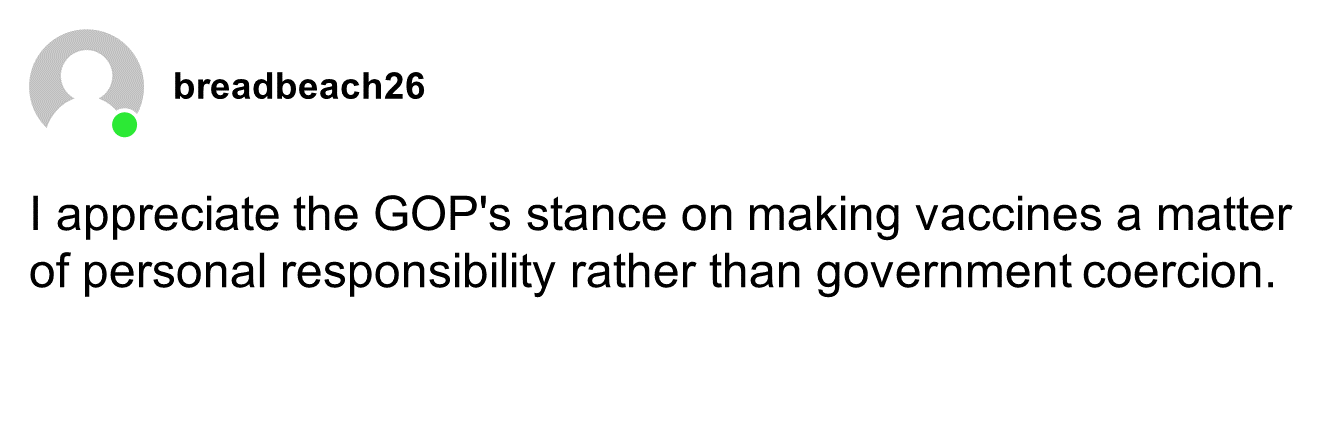 breadbeach26
I appreciate the GOP's stance on making vaccines a matter
of personal responsibility rather than government coercion.